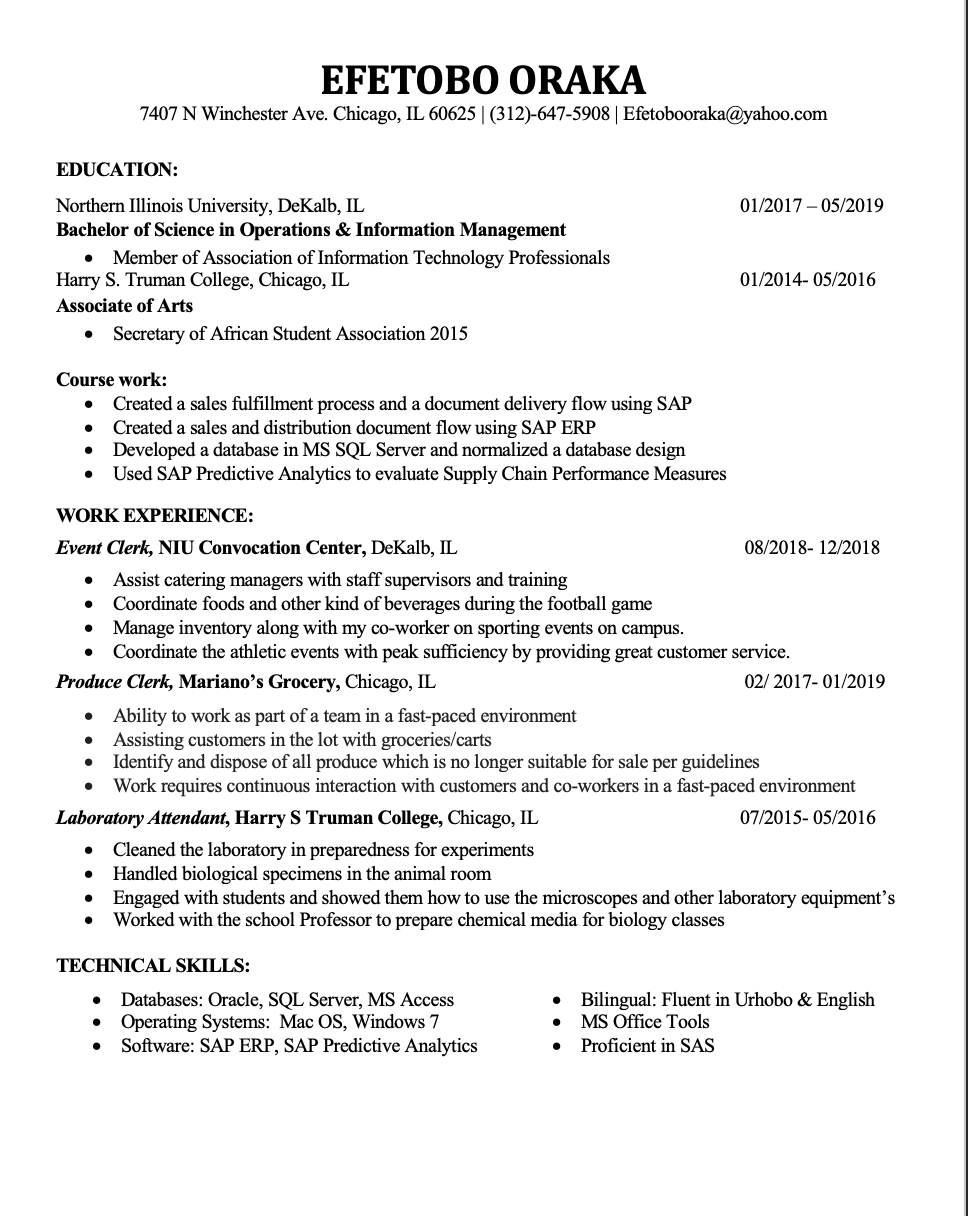 EFETOBO ORAKA
7407 N Winchester Ave. Chicago, IL 60625 | (312)-647-5908 | Efetobooraka@yahoo.com
EDUCATION:
Northern Illinois University, DeKalb, IL 01/2017 – 05/2019
Bachelor of Science in Operations & Information Management
• Member of Association of Information Technology Professionals
Harry S. Truman College, Chicago, IL 01/2014- 05/2016
Associate of Arts
• Secretary of African Student Association 2015
Course work:
• Created a sales fulfillment process and a document delivery flow using SAP
• Created a sales and distribution document flow using SAP ERP
• Developed a database in MS SQL Server and normalized a database design
• Used SAP Predictive Analytics to evaluate Supply Chain Performance Measures
WORK EXPERIENCE:
Event Clerk, NIU Convocation Center, DeKalb, IL 08/2018- 12/2018
• Assist catering managers with staff supervisors and training
• Coordinate foods and other kind of beverages during the football game
• Manage inventory along with my co-worker on sporting events on campus.
• Coordinate the athletic events with peak sufficiency by providing great customer service.
Produce Clerk, Mariano’s Grocery, Chicago, IL 02/ 2017- 01/2019
• Ability to work as part of a team in a fast-paced environment
• Assisting customers in the lot with groceries/carts
• Identify and dispose of all produce which is no longer suitable for sale per guidelines
• Work requires continuous interaction with customers and co-workers in a fast-paced environment
Laboratory Attendant, Harry S Truman College, Chicago, IL 07/2015- 05/2016
• Cleaned the laboratory in preparedness for experiments
• Handled biological specimens in the animal room
• Engaged with students and showed them how to use the microscopes and other laboratory equipment’s
• Worked with the school Professor to prepare chemical media for biology classes
TECHNICAL SKILLS:
• Databases: Oracle, SQL Server, MS Access
• Operating Systems: Mac OS, Windows 7
• Software: SAP ERP, SAP Predictive Analytics
• Bilingual: Fluent in Urhobo & English
• MS Office Tools
• Proficient in SAS